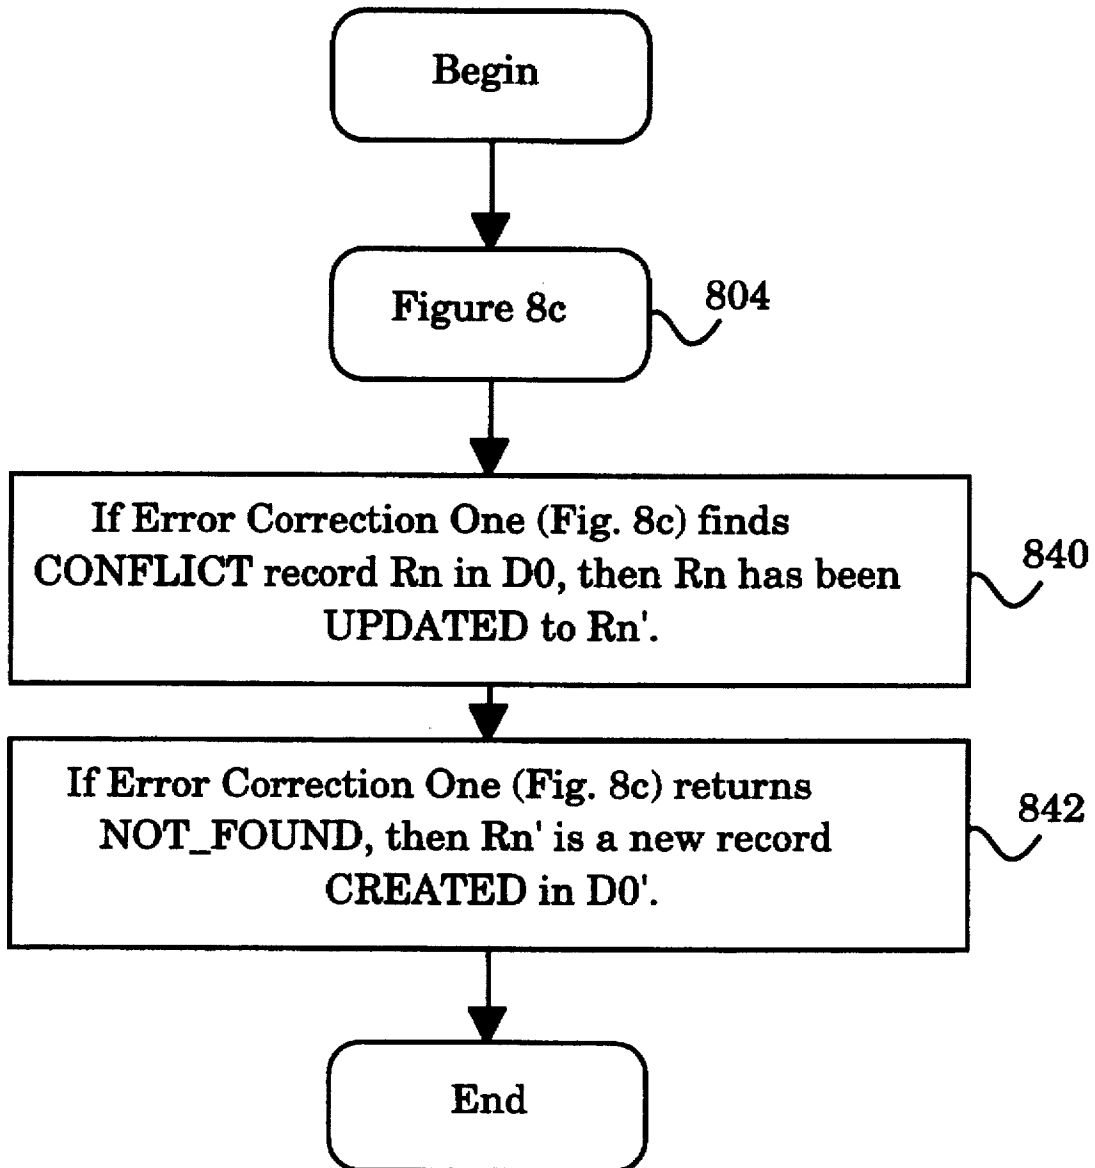 Begin
Figure 8c
804
If Error Correction One (Fig. 8c) finds
CONFLICT record Rn in D0, then Rn has been
UPDATED to Rn'.
840
If Error Correction One (Fig. 8c) returns
NOT_FOUND, then Rn' is a new record
CREATED in D0'.
842
End